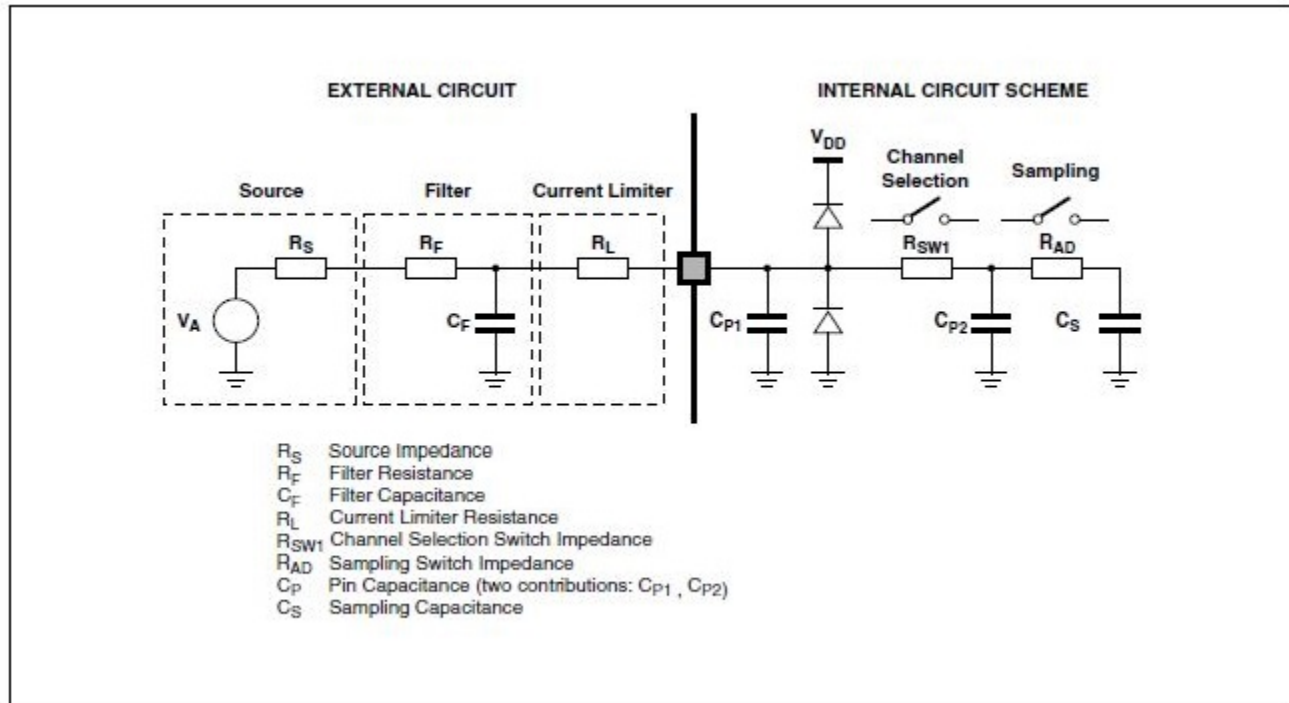 EXTERNAL CIRCUIT
INTERNAL CIRCUIT SCHEME
VDD
Channel
Selection
Sampling
Source
Filter
Current Limiter
RS
RF
RL
RSW1
RAD
VA
CF
CP1
CP2
CS
RS Source Impedance
RF Filter Resistance
CF Filter Capacitance
RL Current Limiter Resistance
RSW1 Channel Selection Switch Impedance
RAD Sampling Switch Impedance
CP Pin Capacitance (two contributions: CP1 , CP2)
CS Sampling Capacitance